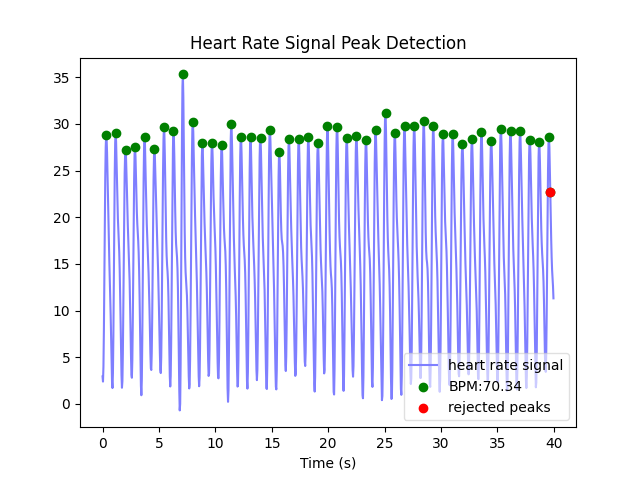 Heart Rate Signal Peak Detection
35
30
25
20
15
10
5
0
heart rate signal
BPM:70.34
rejected peaks
0 5 10 15 20 25 30 35 40
Time (s)